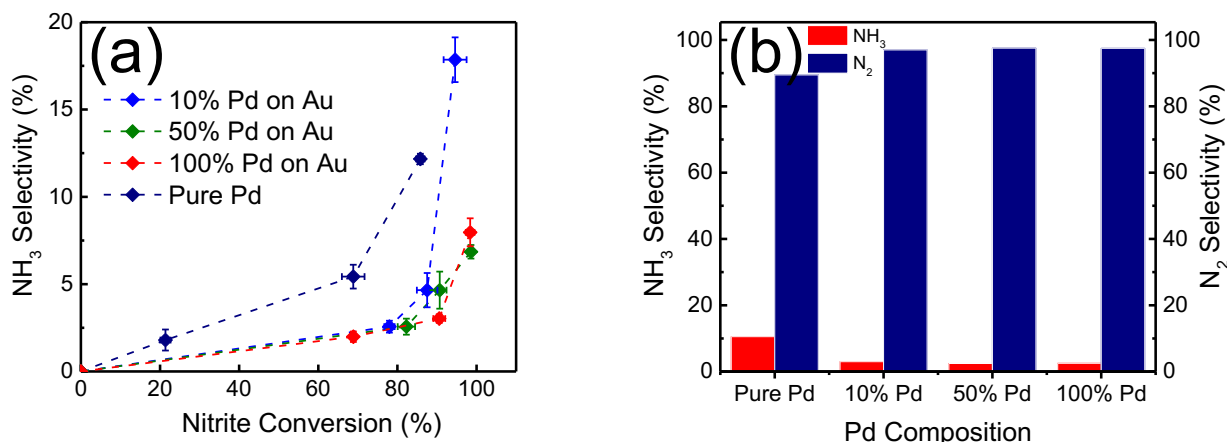 (a)
20
15
10
5
0
NH₃ Selectivity (%)
10% Pd on Au
50% Pd on Au
100% Pd on Au
Pure Pd
0 20 40 60 80 100
Nitrite Conversion (%)
(b)
NH₃
N₂
100
80
60
40
20
0
NH₃ Selectivity (%)
100
80
60
40
20
0
N₂ Selectivity (%)
Pure Pd 10% Pd 50% Pd 100% Pd
Pd Composition